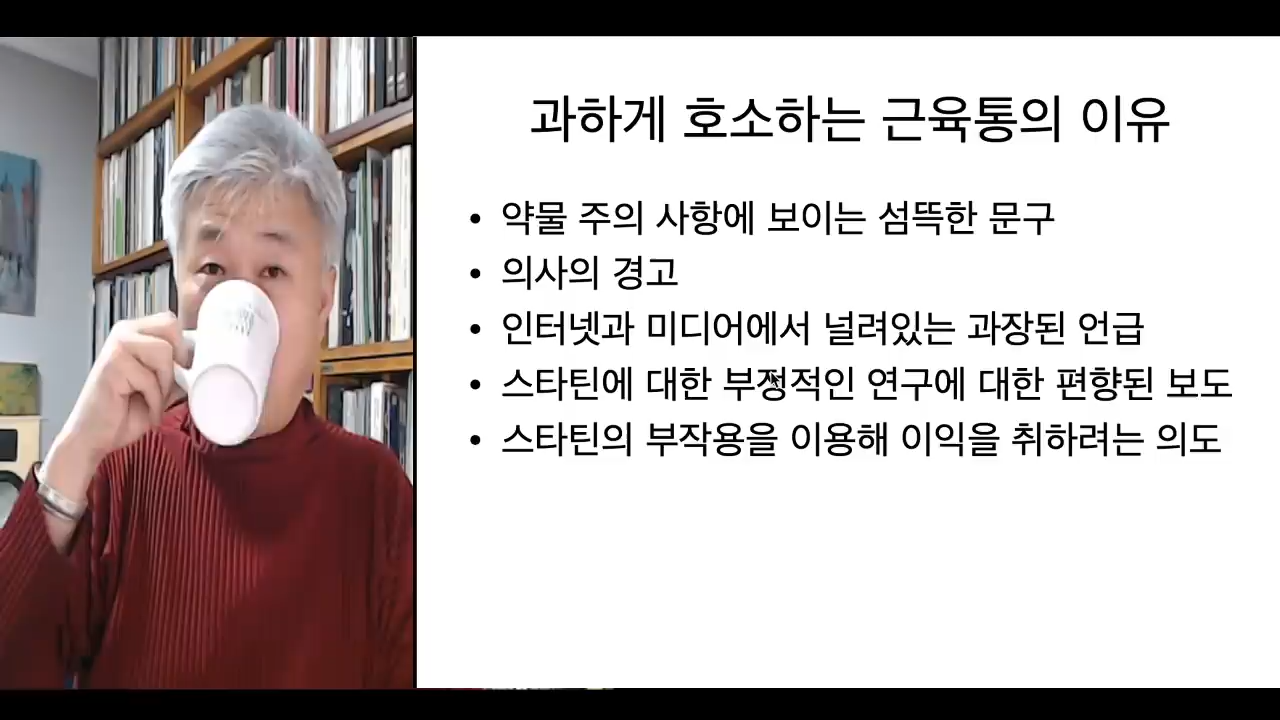 과하게 호소하는 근육통의 이유
• 약물 주의 사항에 보이는 섬뜩한 문구
• 의사의 경고
• 인터넷과 미디어에서 널려있는 과장된 언급
• 스타틴에 대한 부정적인 연구에 대한 편향된 보도
• 스타틴의 부작용을 이용해 이익을 취하려는 의도